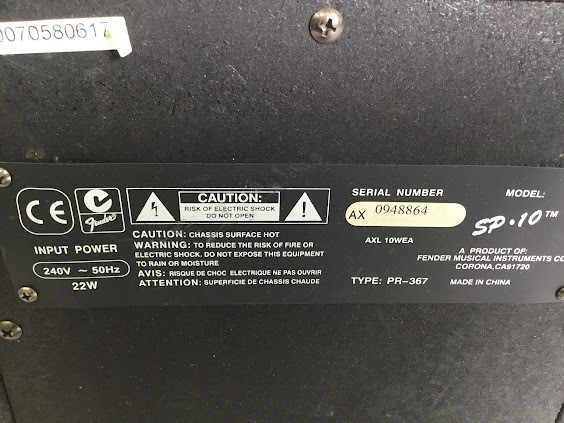 0070580617
CE
Fender
CAUTION:
RISK OF ELECTRIC SHOCK
DO NOT OPEN
INPUT POWER
240V ~ 50Hz
22W
CAUTION: CHASSIS SURFACE HOT
WARNING: TO REDUCE THE RISK OF FIRE OR
ELECTRIC SHOCK. DO NOT EXPOSE THIS EQUIPMENT
TO RAIN OR MOISTURE
AVIS: RISQUE DE CHOC ELECTRIQUE NE PAS OUVRIR
ATTENTION: SUPERFICIE DE CHASSIS CHAUDE
SERIAL NUMBER
AX 0948864
AXL 10WEA
TYPE: PR-367
MODEL:
SP·10™
A PRODUCT OF:
FENDER MUSICAL INSTRUMENTS CO
CORONA,CA91720
MADE IN CHINA